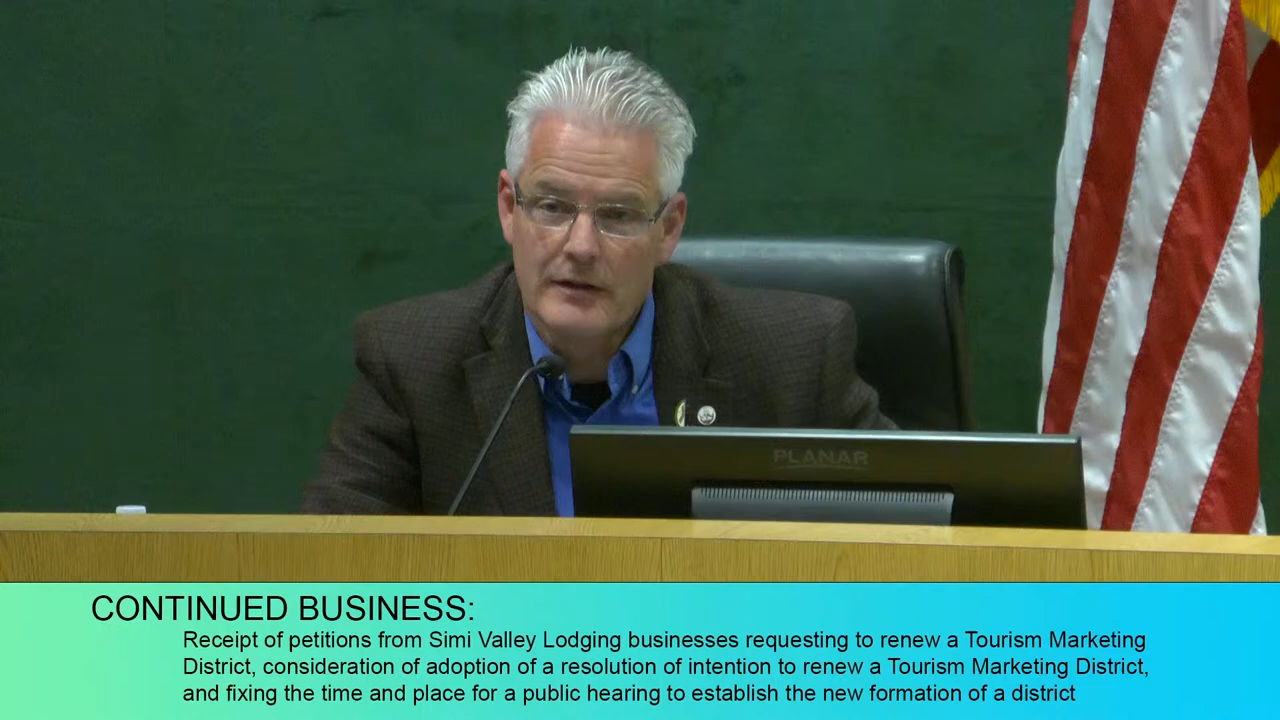 PLANAR
CONTINUED BUSINESS:
Receipt of petitions from Simi Valley Lodging businesses requesting to renew a Tourism Marketing
District, consideration of adoption of a resolution of intention to renew a Tourism Marketing District,
and fixing the time and place for a public hearing to establish the new formation of a district